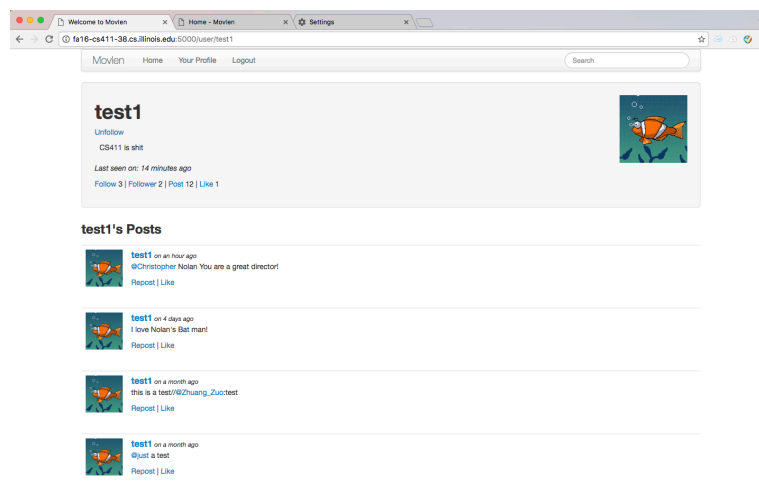 Welcome to Movlen
Home - Movlen
Settings
fa16-cs411-38.cs.illinois.edu:5000/user/test1
Movlen Home Your Profile Logout Search
test1
Unfollow
CS411 is shit
Last seen on: 14 minutes ago
Follow 3 | Follower 2 | Post 12 | Like 1
test1's Posts
test1 on an hour ago
@Christopher Nolan You are a great director!
Repost | Like
test1 on 4 days ago
I love Nolan's Bat man!
Repost | Like
test1 on a month ago
this is a test//@Zhuang_Zuo:test
Repost | Like
test1 on a month ago
@just a test
Repost | Like